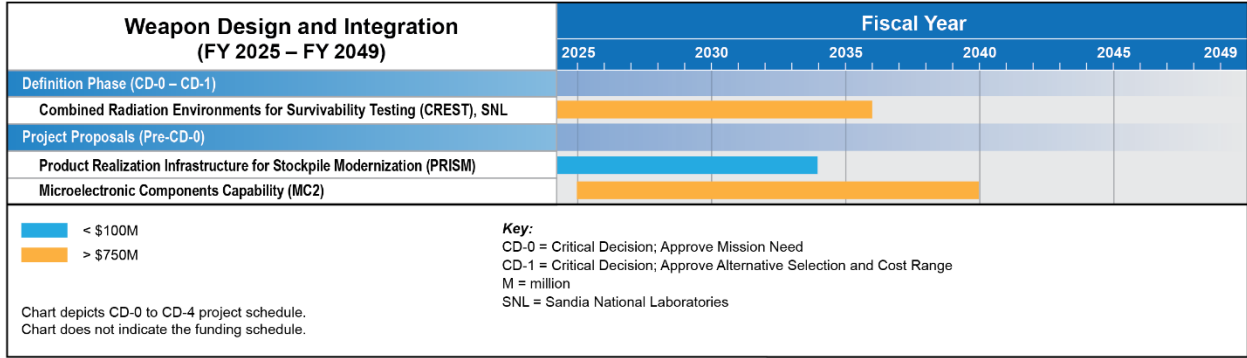 Weapon Design and Integration
(FY 2025 – FY 2049)
Fiscal Year
2025 2030 2035 2040 2045 2049
Definition Phase (CD-0 – CD-1)
Combined Radiation Environments for Survivability Testing (CREST), SNL
Project Proposals (Pre-CD-0)
Product Realization Infrastructure for Stockpile Modernization (PRISM)
Microelectronic Components Capability (MC2)
< $100M
> $750M
Chart depicts CD-0 to CD-4 project schedule.
Chart does not indicate the funding schedule.
Key:
CD-0 = Critical Decision; Approve Mission Need
CD-1 = Critical Decision; Approve Alternative Selection and Cost Range
M = million
SNL = Sandia National Laboratories